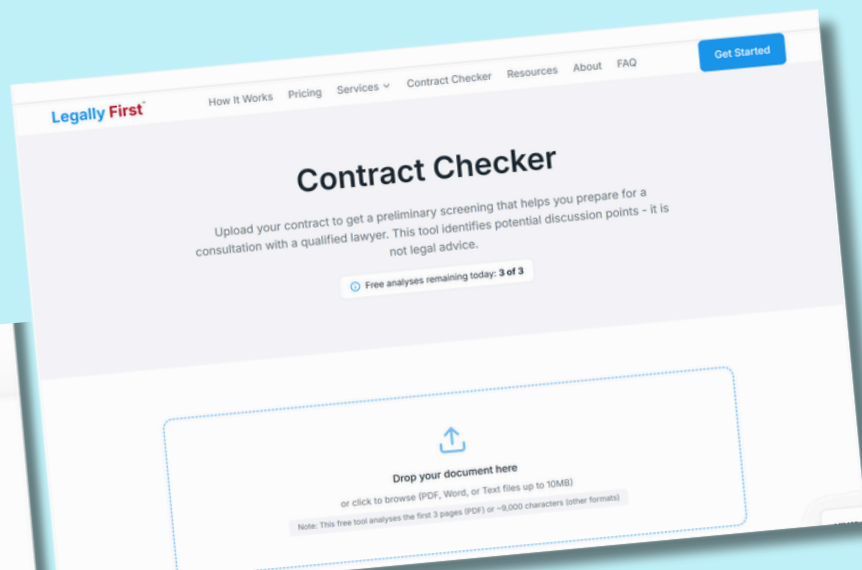 Legally First
How It Works Pricing Services Contract Checker Resources About FAQ
Get Started
Contract Checker
Upload your contract to get a preliminary screening that helps you prepare for a
consultation with a qualified lawyer. This tool identifies potential discussion points - it is
not legal advice.
Free analyses remaining today: 3 of 3
Drop your document here
or click to browse (PDF, Word, or Text files up to 10MB)
Note: This free tool analyses the first 3 pages (PDF) or ~9,000 characters (other formats)